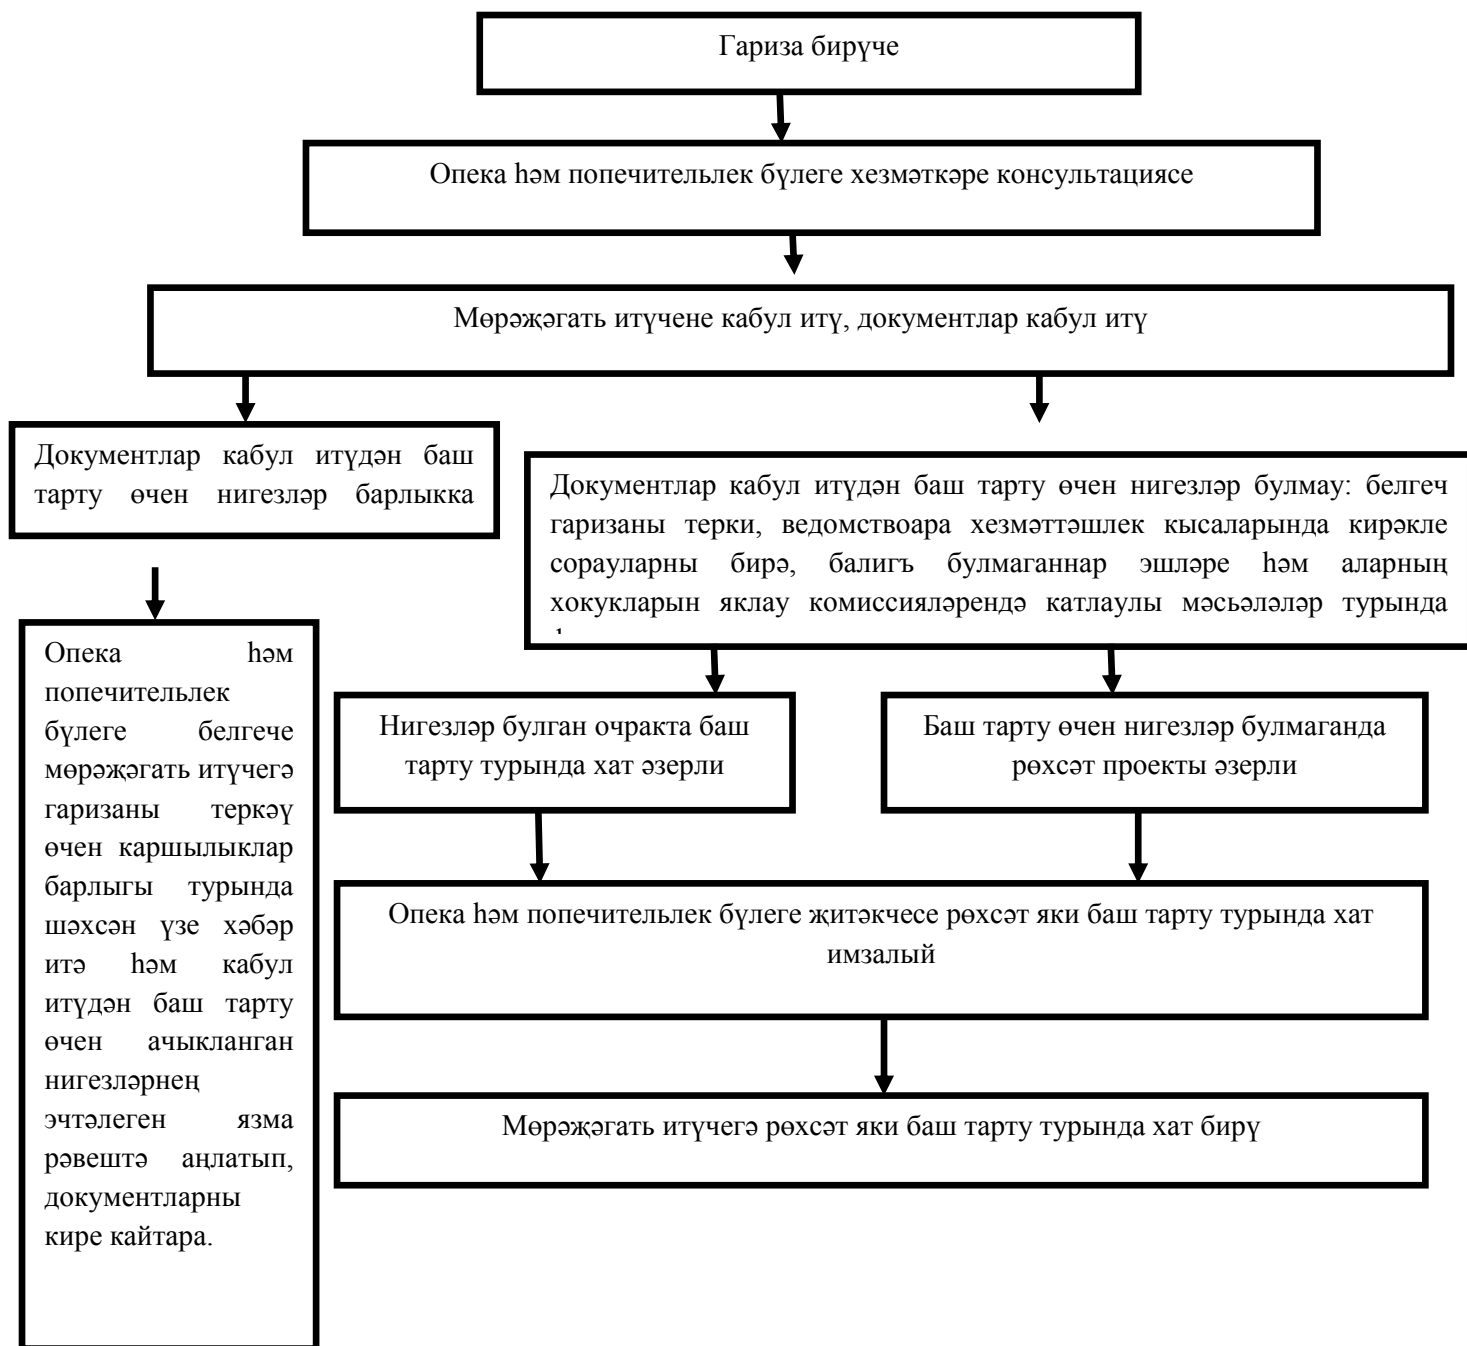 Гариза бирүче
Опека һәм попечительлек бүлеге хезмәткәре консультациясе
Мөрәҗәгать итүчене кабул итү, документлар кабул итү
Документлар кабул итүдән баш
тарту өчен нигезләр барлыкка
Документлар кабул итүдән баш тарту өчен нигезләр булмау: белгеч
гаризаны терки, ведомствоара хезмәттәшлек кысаларында кирәкле
сорауларны бирә, балигъ булмаганнар эшләре һәм аларның
хокукларын яклау комиссияләрендә катлаулы мәсьәләләр турында
Опека һәм
попечительлек
бүлеге белгече
мөрәҗәгать итүчегә
гаризаны теркәү
өчен каршылыклар
барлыгы турында
шәхсән үзе хәбәр
итә һәм кабул
итүдән баш тарту
өчен ачыкланган
нигезләрнең
эчтәлеген язма
рәвештә аңлатып,
документларны
кире кайтара.
Нигезләр булган очракта баш
тарту турында хат әзерли
Баш тарту өчен нигезләр булмаганда
рөхсәт проекты әзерли
Опека һәм попечительлек бүлеге җитәкчесе рөхсәт яки баш тарту турында хат
имзалый
Мөрәҗәгать итүчегә рөхсәт яки баш тарту турында хат бирү